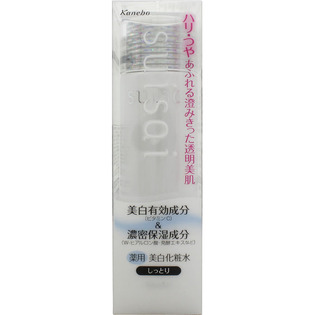 Kanebo
suisai
ハリ・つやあふれる澄みきった透明美肌
美白有効成分
[ビタミンC]
&
濃密保湿成分
[W-ヒアルロン酸・発酵エキスなど]
薬用 美白化粧水
しっとり